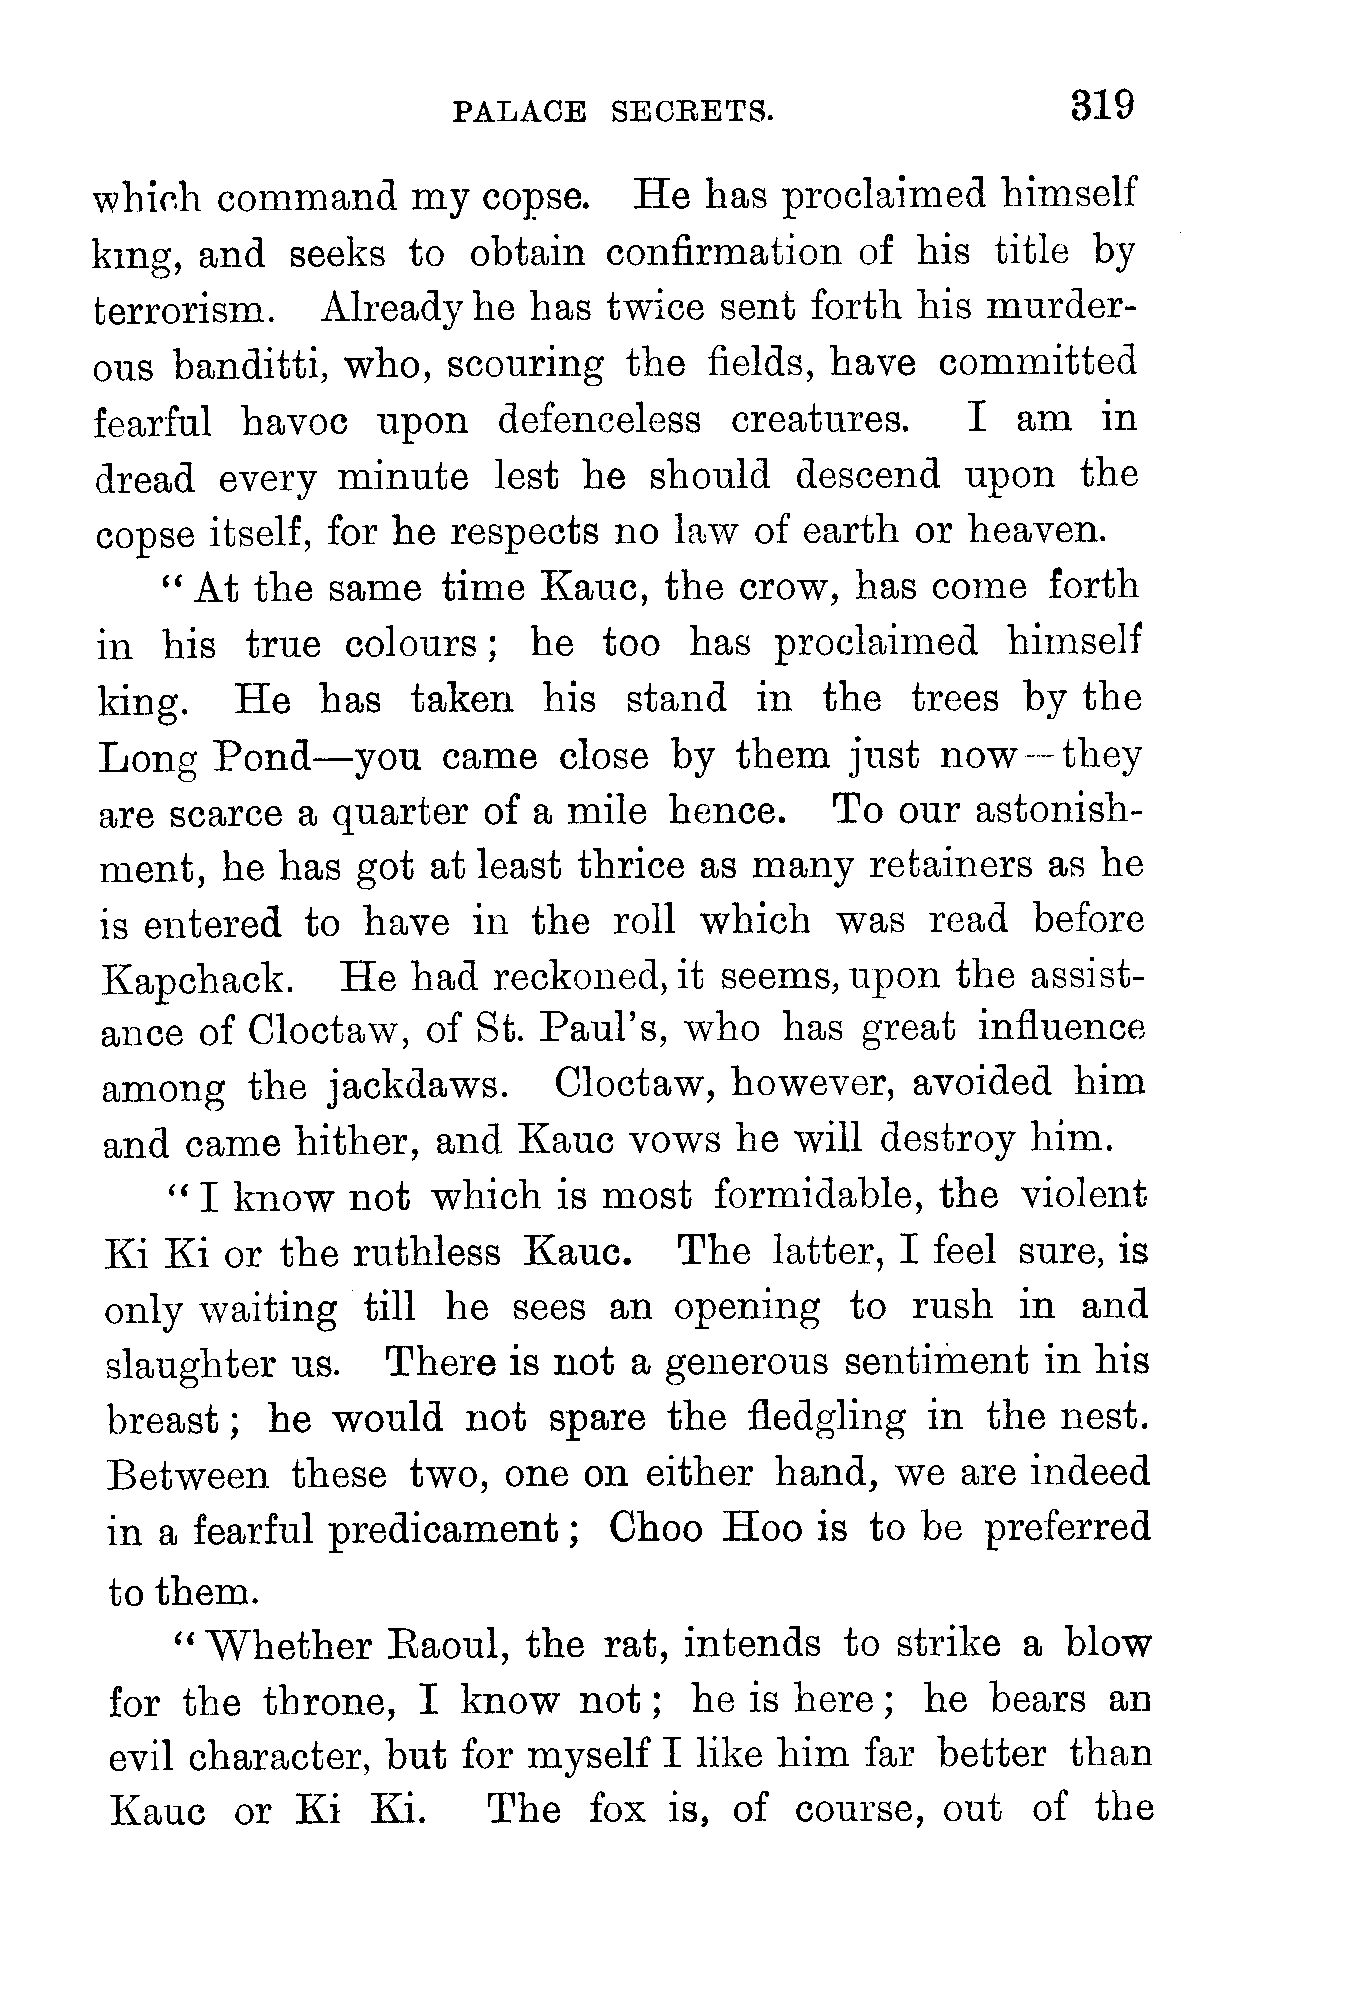 PALACE SECRETS. 319
which command my copse. He has proclaimed himself
king, and seeks to obtain confirmation of his title by
terrorism. Already he has twice sent forth his murder-
ous banditti, who, scouring the fields, have committed
fearful havoc upon defenceless creatures. I am in
dread every minute lest he should descend upon the
copse itself, for he respects no law of earth or heaven.
“At the same time Kauc, the crow, has come forth
in his true colours; he too has proclaimed himself
king. He has taken his stand in the trees by the
Long Pond—you came close by them just now—they
are scarce a quarter of a mile hence. To our astonish-
ment, he has got at least thrice as many retainers as he
is entered to have in the roll which was read before
Kapchack. He had reckoned, it seems, upon the assist-
ance of Cloctaw, of St. Paul's, who has great influence
among the jackdaws. Cloctaw, however, avoided him
and came hither, and Kauc vows he will destroy him.
“I know not which is most formidable, the violent
Ki Ki or the ruthless Kauc. The latter, I feel sure, is
only waiting till he sees an opening to rush in and
slaughter us. There is not a generous sentiment in his
breast; he would not spare the fledgling in the nest.
Between these two, one on either hand, we are indeed
in a fearful predicament; Choo Hoo is to be preferred
to them.
“Whether Raoul, the rat, intends to strike a blow
for the throne, I know not; he is here; he bears an
evil character, but for myself I like him far better than
Kauc or Ki Ki. The fox is, of course, out of the